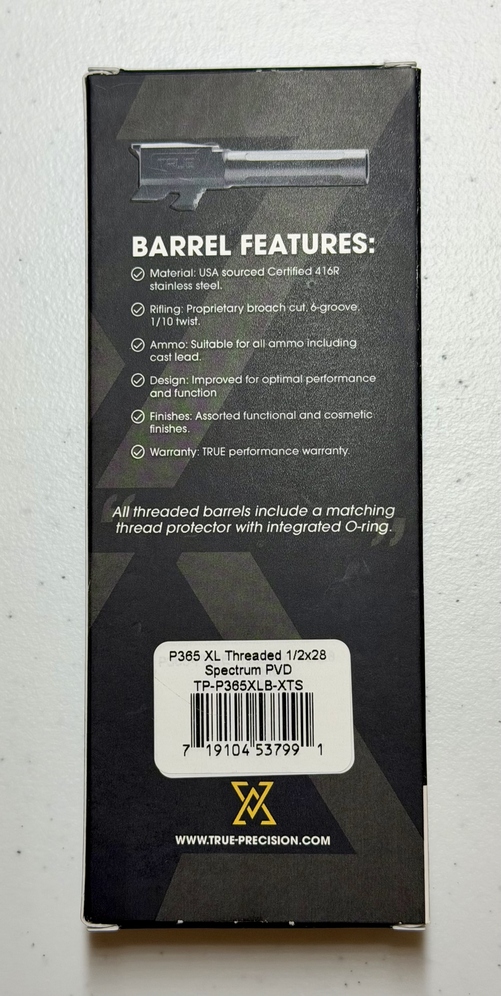 TRUE
BARREL FEATURES:
Material: USA sourced Certified 416R
stainless steel.
Rifling: Proprietary broach cut, 6-groove,
1/10 twist.
Ammo: Suitable for all ammo including
cast lead.
Design: Improved for optimal performance
and function
Finishes: Assorted functional and cosmetic
finishes.
Warranty: TRUE performance warranty.
“All threaded barrels include a matching
thread protector with integrated O-ring.”
P365 XL Threaded 1/2x28
Spectrum PVD
TP-P365XLB-XTS
7 19104 53799 1
WWW.TRUE-PRECISION.COM